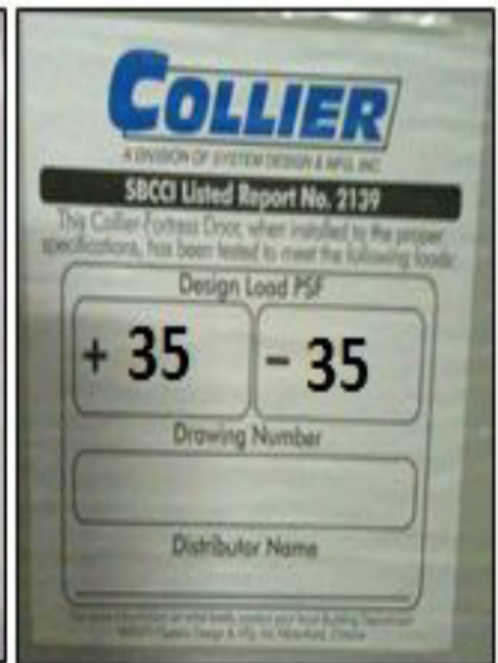 COLLIER
A DIVISION OF SYSTEM DESIGN & MFG. INC.
SBCCI Listed Report No. 2139
This Collier Fortress Door, when installed to the proper
specifications, has been tested to meet the following loads:
Design Load PSF
+ 35 - 35
Drawing Number
Distributor Name